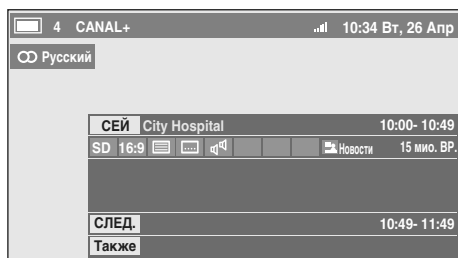 4 CANAL+ 10:34 Вт, 26 Апр
Русский
СЕЙ City Hospital 10:00- 10:49
SD 16:9 Новости 15 мио. ВР.
СЛЕД. 10:49- 11:49
Также